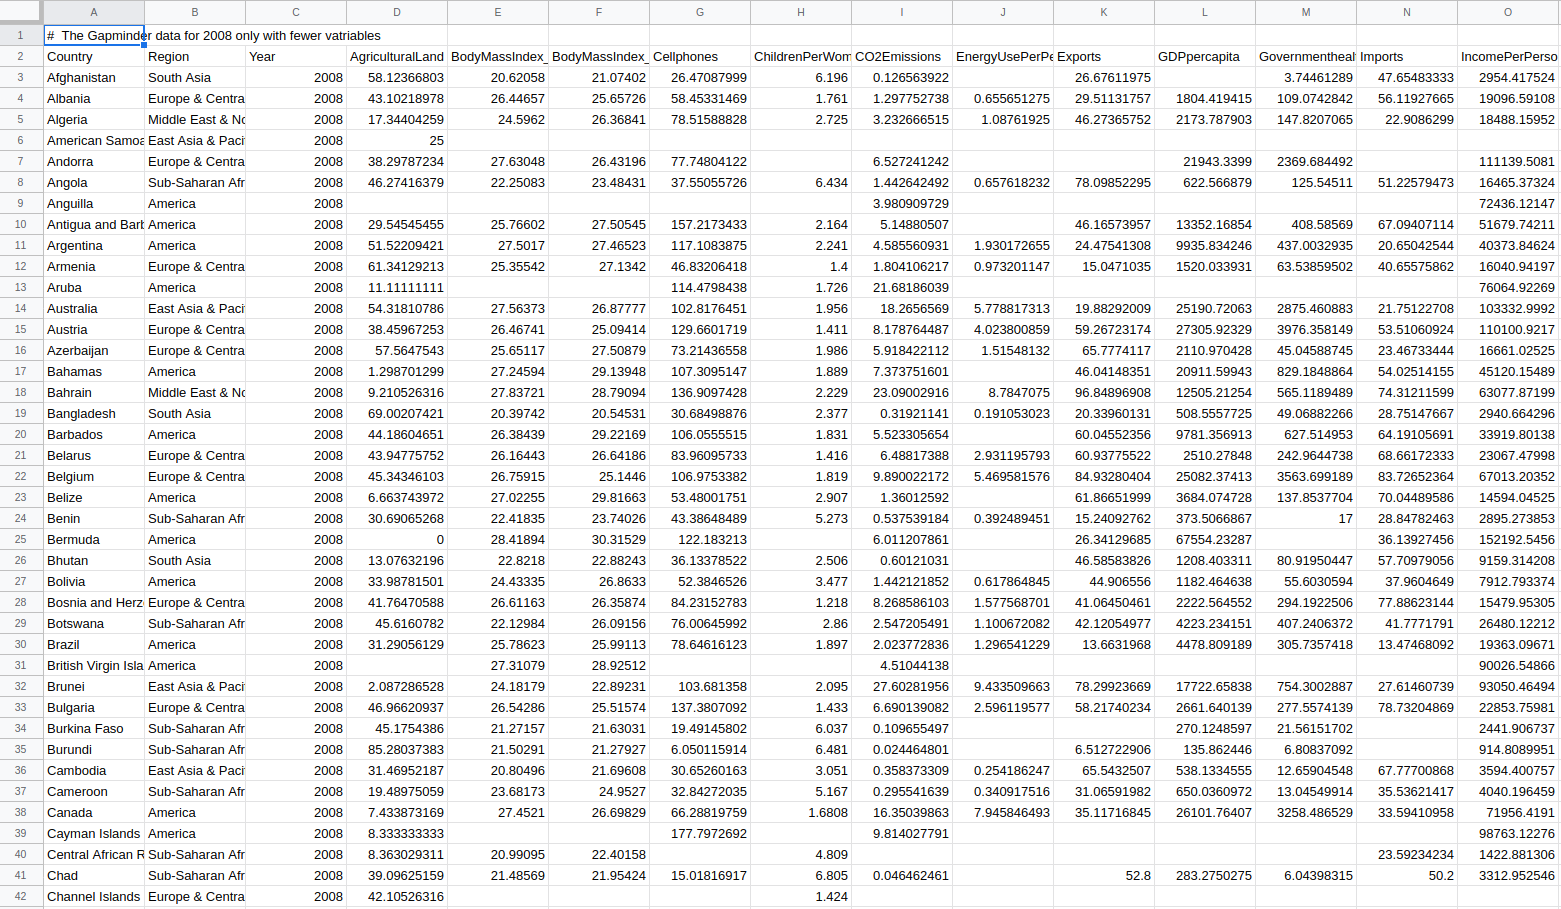 A B C D E F G H I J K L M N O
1 # The Gapminder data for 2008 only with fewer vatriables
2 Country Region Year AgriculturalLand BodyMassIndex_ BodyMassIndex_ Cellphones ChildrenPerWom CO2Emissions EnergyUsePerPe Exports GDPpercapita Governmentheal Imports IncomePerPerso
3 Afghanistan South Asia 2008 58.12366803 20.62058 21.07402 26.47087999 6.196 0.126563922 26.67611975 3.74461289 47.65483333 2954.417524
4 Albania Europe & Centra 2008 43.10218978 26.44657 25.65726 58.45331469 1.761 1.297752738 0.655651275 29.51131757 1804.419415 109.0742842 56.11927665 19096.59108
5 Algeria Middle East & No 2008 17.34404259 24.5962 26.36841 78.51588828 2.725 3.232666515 1.08761925 46.27365752 2173.787903 147.8207065 22.9086299 18488.15952
6 American Samoa East Asia & Pacif 2008 25
7 Andorra Europe & Centra 2008 38.29787234 27.63048 26.43196 77.74804122 6.527241242 21943.3399 2369.684492 111139.5081
8 Angola Sub-Saharan Afr 2008 46.27416379 22.25083 23.48431 37.55055726 6.434 1.442642492 0.657618232 78.09852295 622.566879 125.54511 51.22579473 16465.37324
9 Anguilla America 2008 3.980909729 72436.12147
10 Antigua and Barb America 2008 29.54545455 25.76602 27.50545 157.2173433 2.164 5.14880507 46.16573957 13352.16854 408.58569 67.09407114 51679.74211
11 Argentina America 2008 51.52209421 27.5017 27.46523 117.1083875 2.241 4.585560931 1.930172655 24.47541308 9935.834246 437.0032935 20.65042544 40373.84624
12 Armenia Europe & Centra 2008 61.34129213 25.35542 27.1342 46.83206418 1.4 1.804106217 0.973201147 15.0471035 1520.033931 63.53859502 40.65575862 16040.94197
13 Aruba America 2008 11.11111111 114.4798438 1.726 21.68186039 76064.92269
14 Australia East Asia & Pacif 2008 54.31810786 27.56373 26.87777 102.8176451 1.956 18.2656569 5.778817313 19.88292009 25190.72063 2875.460883 21.75122708 103332.9992
15 Austria Europe & Centra 2008 38.45967253 26.46741 25.09414 129.6601719 1.411 8.178764487 4.023800859 59.26723174 27305.92329 3976.358149 53.51060924 110100.9217
16 Azerbaijan Europe & Centra 2008 57.5647543 25.65117 27.50879 73.21436558 1.986 5.918422112 1.51548132 65.7774117 2110.970428 45.04588745 23.46733444 16661.02525
17 Bahamas America 2008 1.298701299 27.24594 29.13948 107.3095147 1.889 7.373751601 46.04148351 20911.59943 829.1848864 54.02514155 45120.15489
18 Bahrain Middle East & No 2008 9.210526316 27.83721 28.79094 136.9097428 2.229 23.09002916 8.7847075 96.84896908 12505.21254 565.1189489 74.31211599 63077.87199
19 Bangladesh South Asia 2008 69.00207421 20.39742 20.54531 30.68498876 2.377 0.31921141 0.191053023 20.33960131 508.5557725 49.06882266 28.75147667 2940.664296
20 Barbados America 2008 44.18604651 26.38439 29.22169 106.0555515 1.831 5.523305654 60.04552356 9781.356913 627.514953 64.19105691 33919.80138
21 Belarus Europe & Centra 2008 43.94775752 26.16443 26.64186 83.96095733 1.416 6.48817388 2.931195793 60.93775522 2510.27848 242.9644738 68.66172333 23067.47998
22 Belgium Europe & Centra 2008 45.34346103 26.75915 25.1446 106.9753382 1.819 9.890022172 5.469581576 84.93280404 25082.37413 3563.699189 83.72652364 67013.20352
23 Belize America 2008 6.663743972 27.02255 29.81663 53.48001751 2.907 1.36012592 61.86651999 3684.074728 137.8537704 70.04489586 14594.04525
24 Benin Sub-Saharan Afr 2008 30.69065268 22.41835 23.74026 43.38648489 5.273 0.537539184 0.392489451 15.24092762 373.5066867 17 28.84782463 2895.273853
25 Bermuda America 2008 0 28.41894 30.31529 122.183213 6.011207861 26.34129685 67554.23287 36.13927456 152192.5456
26 Bhutan South Asia 2008 13.07632196 22.8218 22.88243 36.13378522 2.506 0.60121031 46.58583826 1208.403311 80.91950447 57.70979056 9159.314208
27 Bolivia America 2008 33.98781501 24.43335 26.8633 52.3846526 3.477 1.442121852 0.617864845 44.906556 1182.464638 55.6030594 37.9604649 7912.793374
28 Bosnia and Herz Europe & Centra 2008 41.76470588 26.61163 26.35874 84.23152783 1.218 8.268586103 1.577568701 41.06450461 2222.564552 294.1922506 77.88623144 15479.95305
29 Botswana Sub-Saharan Afr 2008 45.6160782 22.12984 26.09156 76.00645992 2.86 2.547205491 1.100672082 42.12054977 4223.234151 407.2406372 41.7771791 26480.12212
30 Brazil America 2008 31.29056129 25.78623 25.99113 78.64616123 1.897 2.023772836 1.296541229 13.6631968 4478.809189 305.7357418 13.47468092 19363.09671
31 British Virgin Isla America 2008 27.31079 28.92512 4.51044138 90026.54866
32 Brunei East Asia & Pacif 2008 2.087286528 24.18179 22.89231 103.681358 2.095 27.60281956 9.433509663 78.29923669 17722.65838 754.3002887 27.61460739 93050.46494
33 Bulgaria Europe & Centra 2008 46.96620937 26.54286 25.51574 137.3807092 1.433 6.690139082 2.596119577 58.21740234 2661.640139 277.5574139 78.73204869 22853.75981
34 Burkina Faso Sub-Saharan Afr 2008 45.1754386 21.27157 21.63031 19.49145802 6.037 0.109655497 270.1248597 21.56151702 2441.906737
35 Burundi Sub-Saharan Afr 2008 85.28037383 21.50291 21.27927 6.050115914 6.481 0.024464801 6.512722906 135.862446 6.80837092 914.8089951
36 Cambodia East Asia & Pacif 2008 31.46952187 20.80496 21.69608 30.65260163 3.051 0.358373309 0.254186247 65.5432507 538.1334555 12.65904548 67.77700868 3594.400757
37 Cameroon Sub-Saharan Afr 2008 19.48975059 23.68173 24.9527 32.84272035 5.167 0.295541639 0.340917516 31.06591982 650.0360972 13.04549914 35.53621417 4040.196459
38 Canada America 2008 7.433873169 27.4521 26.69829 66.28819759 1.6808 16.35039863 7.945846493 35.11716845 26101.76407 3258.486529 33.59410958 71956.4191
39 Cayman Islands America 2008 8.333333333 177.7972692 9.814027791 98763.12276
40 Central African R Sub-Saharan Afr 2008 8.363029311 20.99095 22.40158 4.809 23.59234234 1422.881306
41 Chad Sub-Saharan Afr 2008 39.09625159 21.48569 21.95424 15.01816917 6.805 0.046462461 52.8 283.2750275 6.04398315 50.2 3312.952546
42 Channel Islands Europe & Centra 2008 42.10526316 1.424